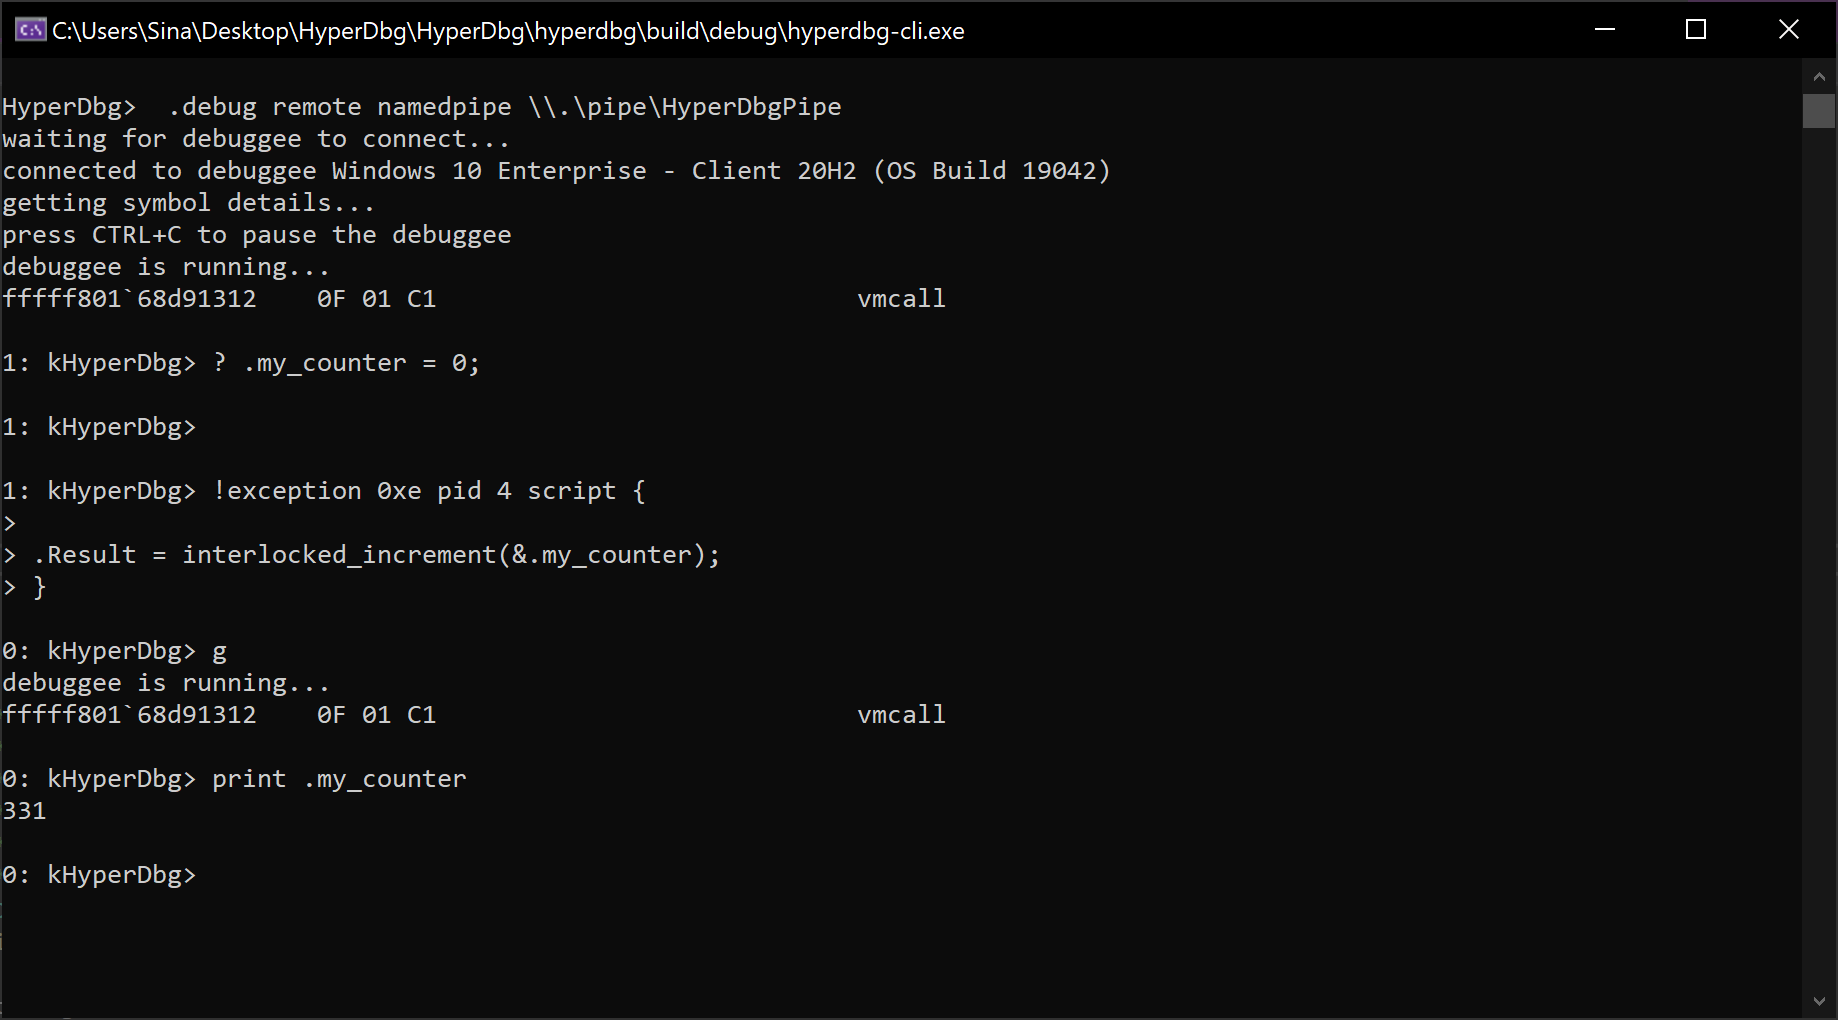 C:\Users\Sina\Desktop\HyperDbg\HyperDbg\hyperdbg\build\debug\hyperdbg-cli.exe
HyperDbg>  .debug remote namedpipe \\.\pipe\HyperDbgPipe
waiting for debuggee to connect...
connected to debuggee Windows 10 Enterprise - Client 20H2 (OS Build 19042)
getting symbol details...
press CTRL+C to pause the debuggee
debuggee is running...
fffff801`68d91312    0F 01 C1                            vmcall
1: kHyperDbg> ? .my_counter = 0;
1: kHyperDbg>
1: kHyperDbg> !exception 0xe pid 4 script {
>
> .Result = interlocked_increment(&.my_counter);
> }
0: kHyperDbg> g
debuggee is running...
fffff801`68d91312    0F 01 C1                            vmcall
0: kHyperDbg> print .my_counter
331
0: kHyperDbg>